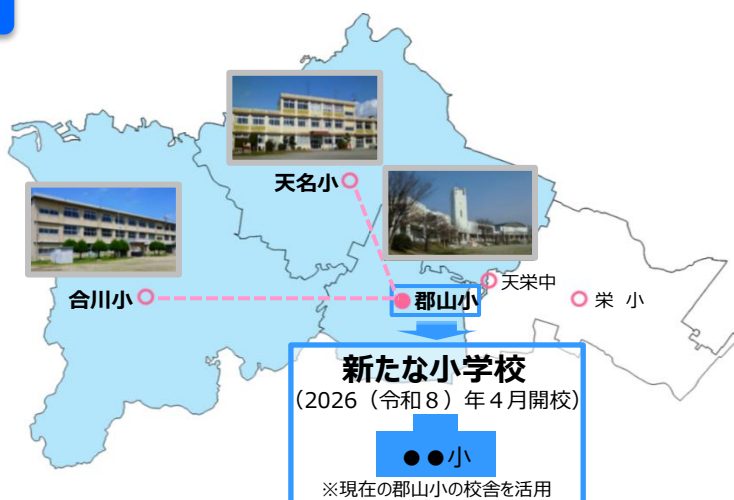 天名小
合川小
郡山小
天栄中
栄 小
新たな小学校
(2026(令和8)年4月開校)
●●小
※現在の郡山小の校舎を活用